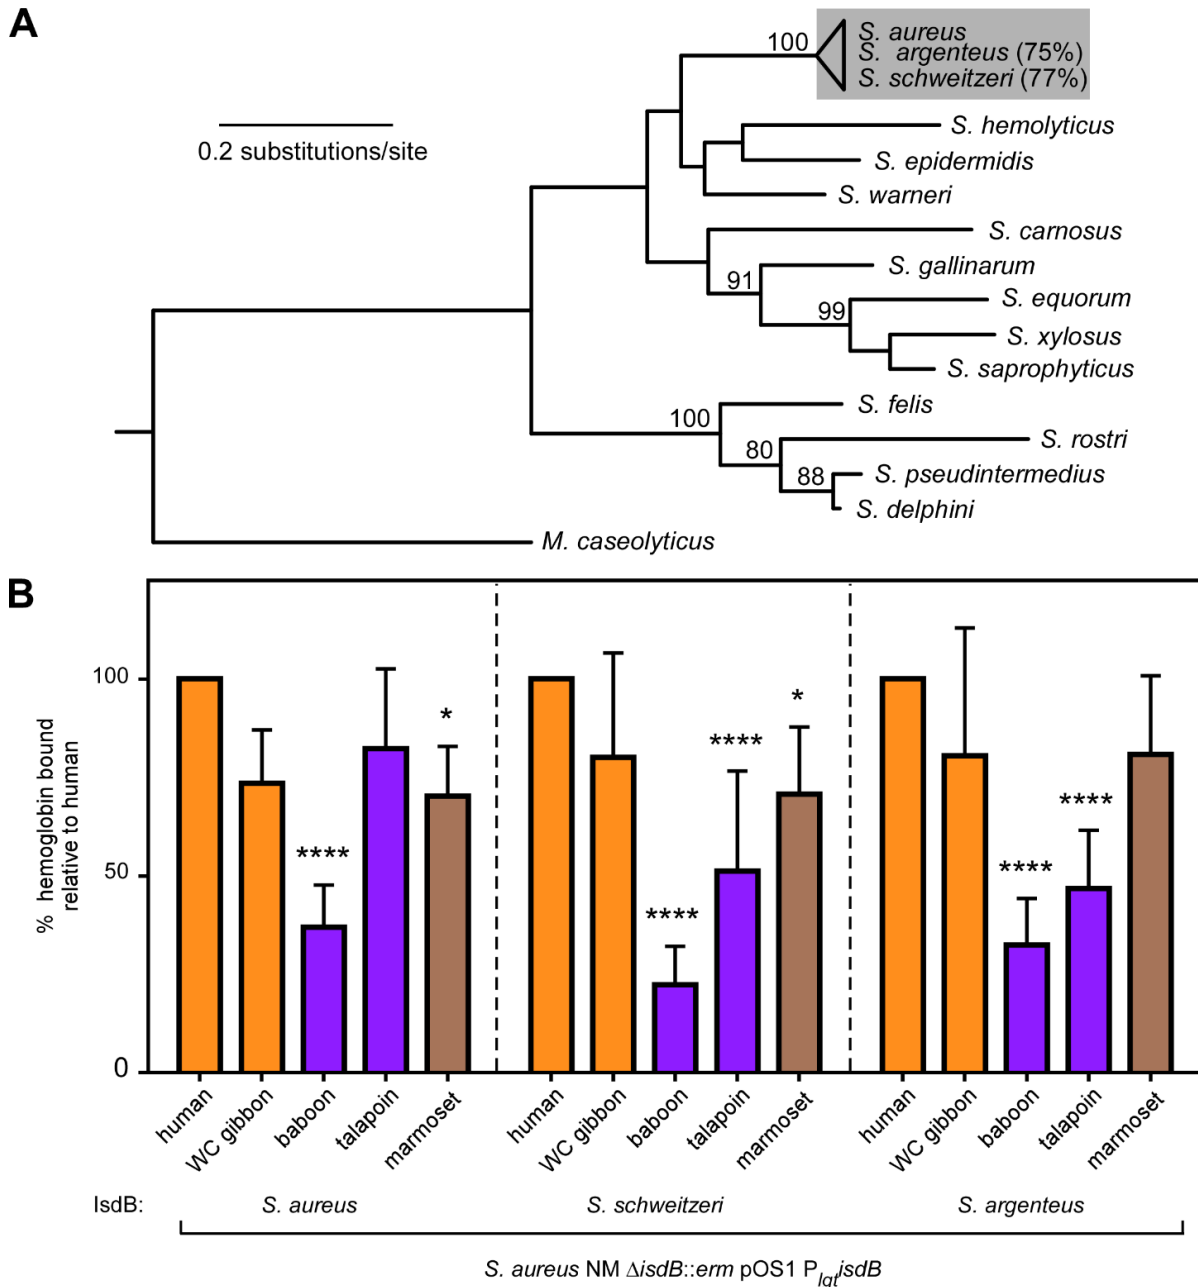 A
100
S. aureus
S. argenteus (75%)
S. schweitzeri (77%)
0.2 substitutions/site
S. hemolyticus
S. epidermidis
S. warneri
S. carnosus
91
S. gallinarum
99
S. equorum
S. xylosus
S. saprophyticus
100
S. felis
80
S. rostri
88
S. pseudintermedius
S. delphini
M. caseolyticus
B
% hemoglobin bound
relative to human
100
50
0
* **** **** **** * **** ****
human WC gibbon baboon talapoin marmoset human WC gibbon baboon talapoin marmoset human WC gibbon baboon talapoin marmoset
IsdB: S. aureus S. schweitzeri S. argenteus
S. aureus NM ΔisdB::erm pOS1 PlgtisdB